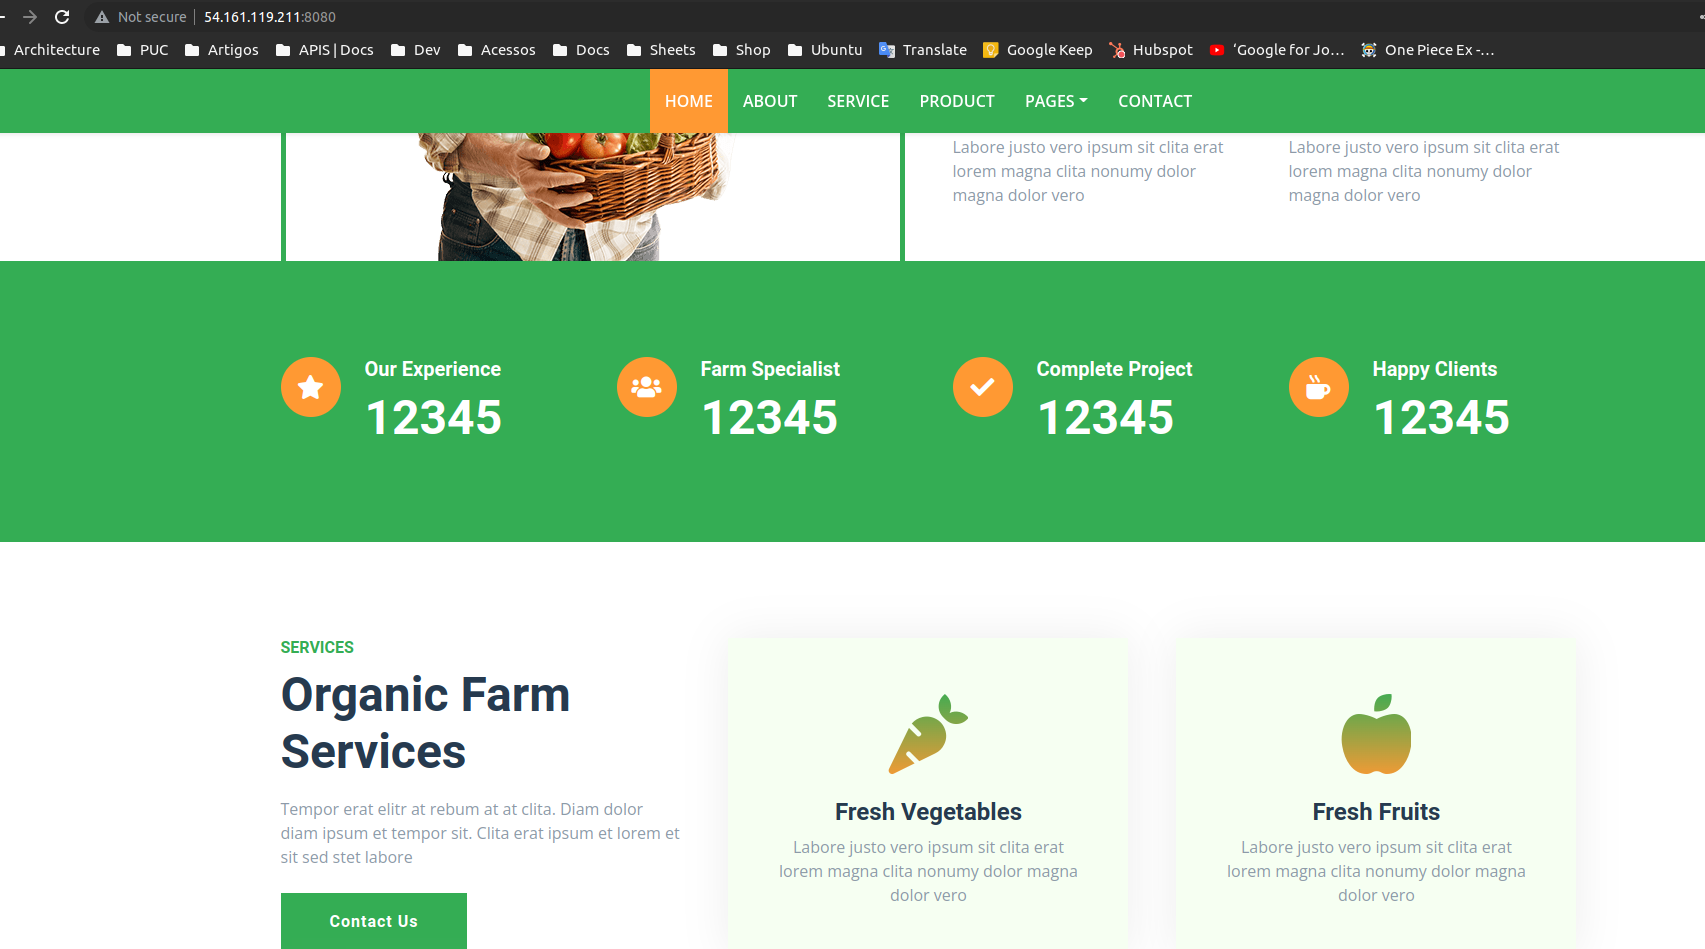 Not secure | 54.161.119.211:8080
Architecture PUC Artigos APIS | Docs Dev Acessos Docs Sheets Shop Ubuntu Translate Google Keep Hubspot ‘Google for Jo… One Piece Ex -…
HOME ABOUT SERVICE PRODUCT PAGES CONTACT
Labore justo vero ipsum sit clita erat
lorem magna clita nonumy dolor
magna dolor vero
Labore justo vero ipsum sit clita erat
lorem magna clita nonumy dolor
magna dolor vero
Our Experience
12345
Farm Specialist
12345
Complete Project
12345
Happy Clients
12345
SERVICES
Organic Farm
Services
Tempor erat elitr at rebum at at clita. Diam dolor
diam ipsum et tempor sit. Clita erat ipsum et lorem et
sit sed stet labore
Contact Us
Fresh Vegetables
Labore justo vero ipsum sit clita erat
lorem magna clita nonumy dolor magna
dolor vero
Fresh Fruits
Labore justo vero ipsum sit clita erat
lorem magna clita nonumy dolor magna
dolor vero